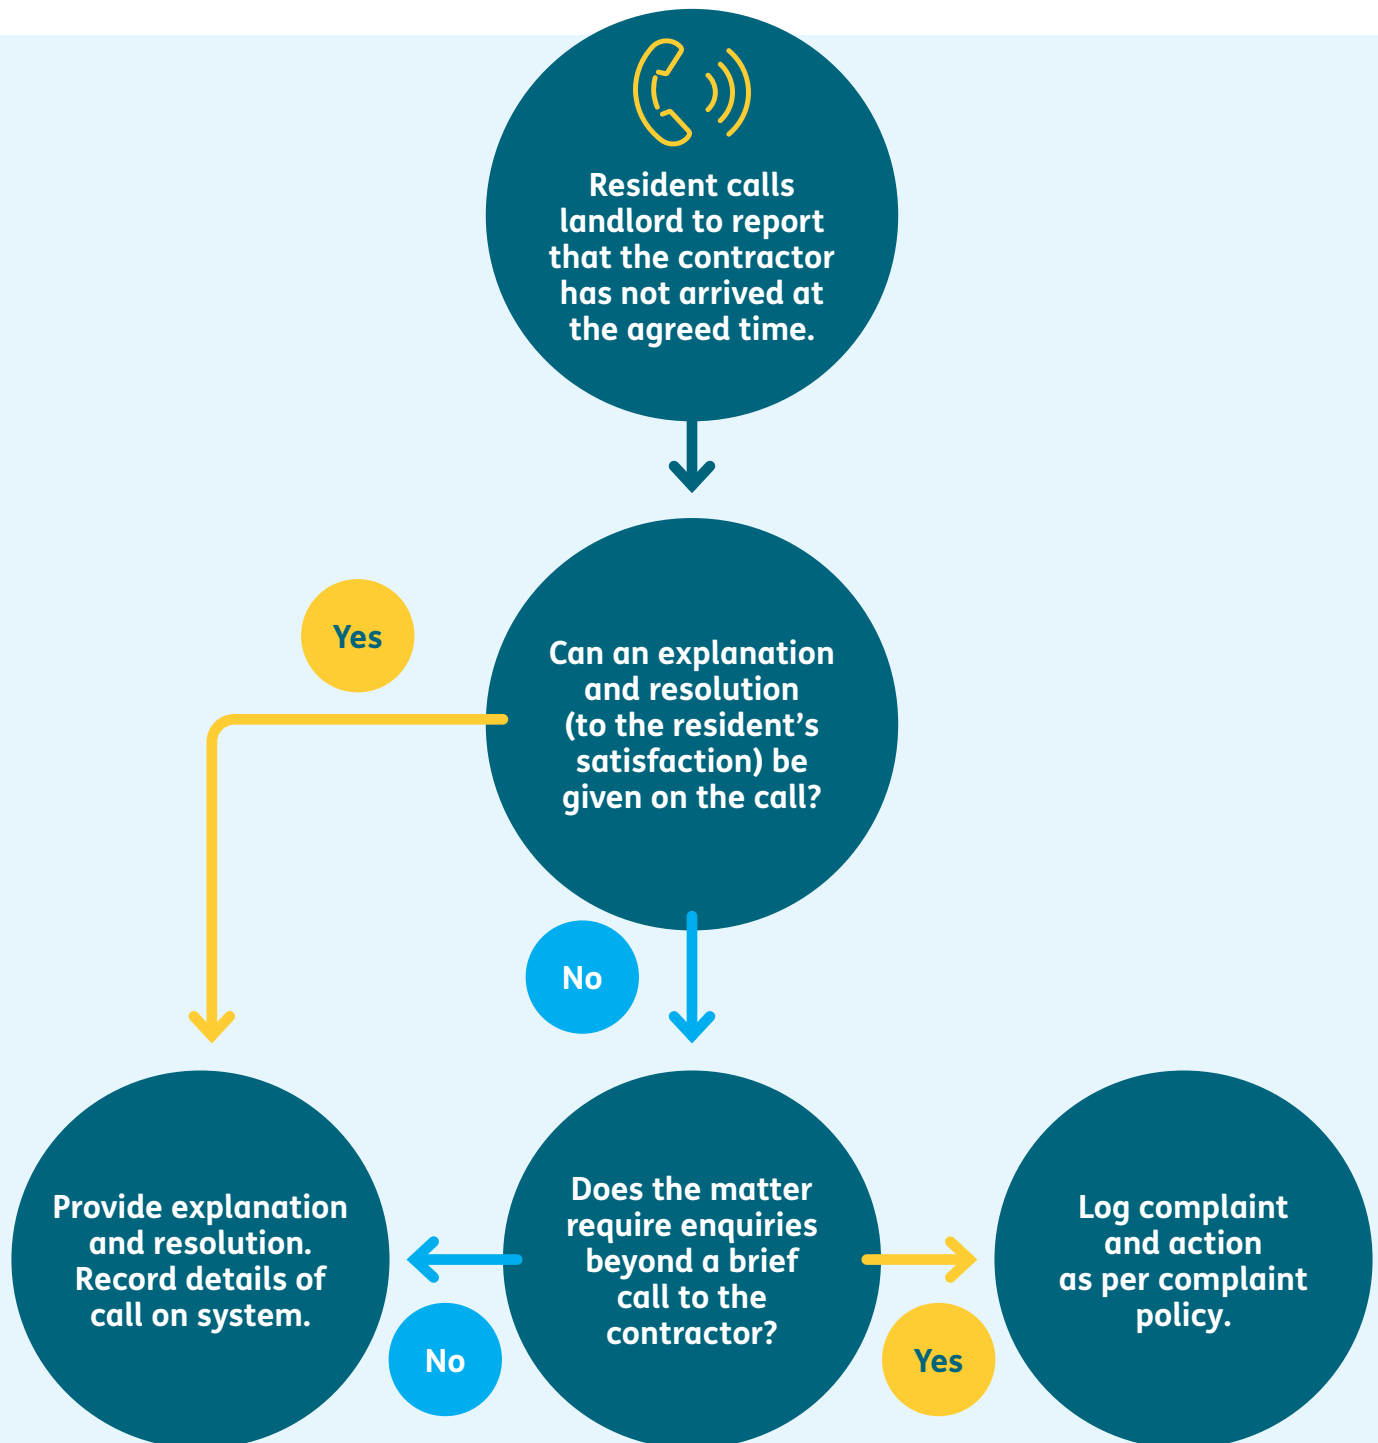 Resident calls
landlord to report
that the contractor
has not arrived at
the agreed time.
Yes
Can an explanation
and resolution
(to the resident’s
satisfaction) be
given on the call?
No
Provide explanation
and resolution.
Record details of
call on system.
No
Does the matter
require enquiries
beyond a brief
call to the
contractor?
Yes
Log complaint
and action
as per complaint
policy.